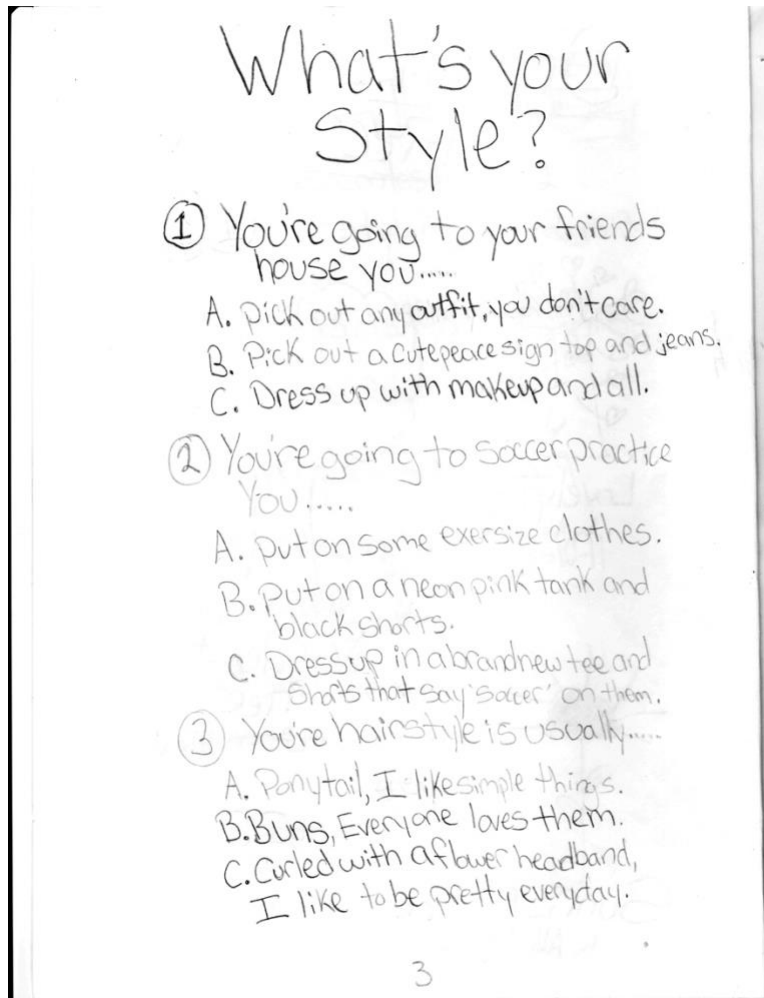 What's your
Style?
① You're going to your friends
house you.....
A. pick out any outfit, you don't care.
B. Pick out a cute peace sign top and jeans.
C. Dress up with makeup and all.
② You're going to soccer practice
You.....
A. put on some exersize clothes.
B. Put on a neon pink tank and
black shorts.
C. Dress up in a brand new tee and
Shorts that say 'Soccer' on them.
③ You're hairstyle is usually.....
A. Ponytail, I like simple things.
B. Buns, Everyone loves them.
C. Curled with a flower headband,
I like to be pretty everyday.
3